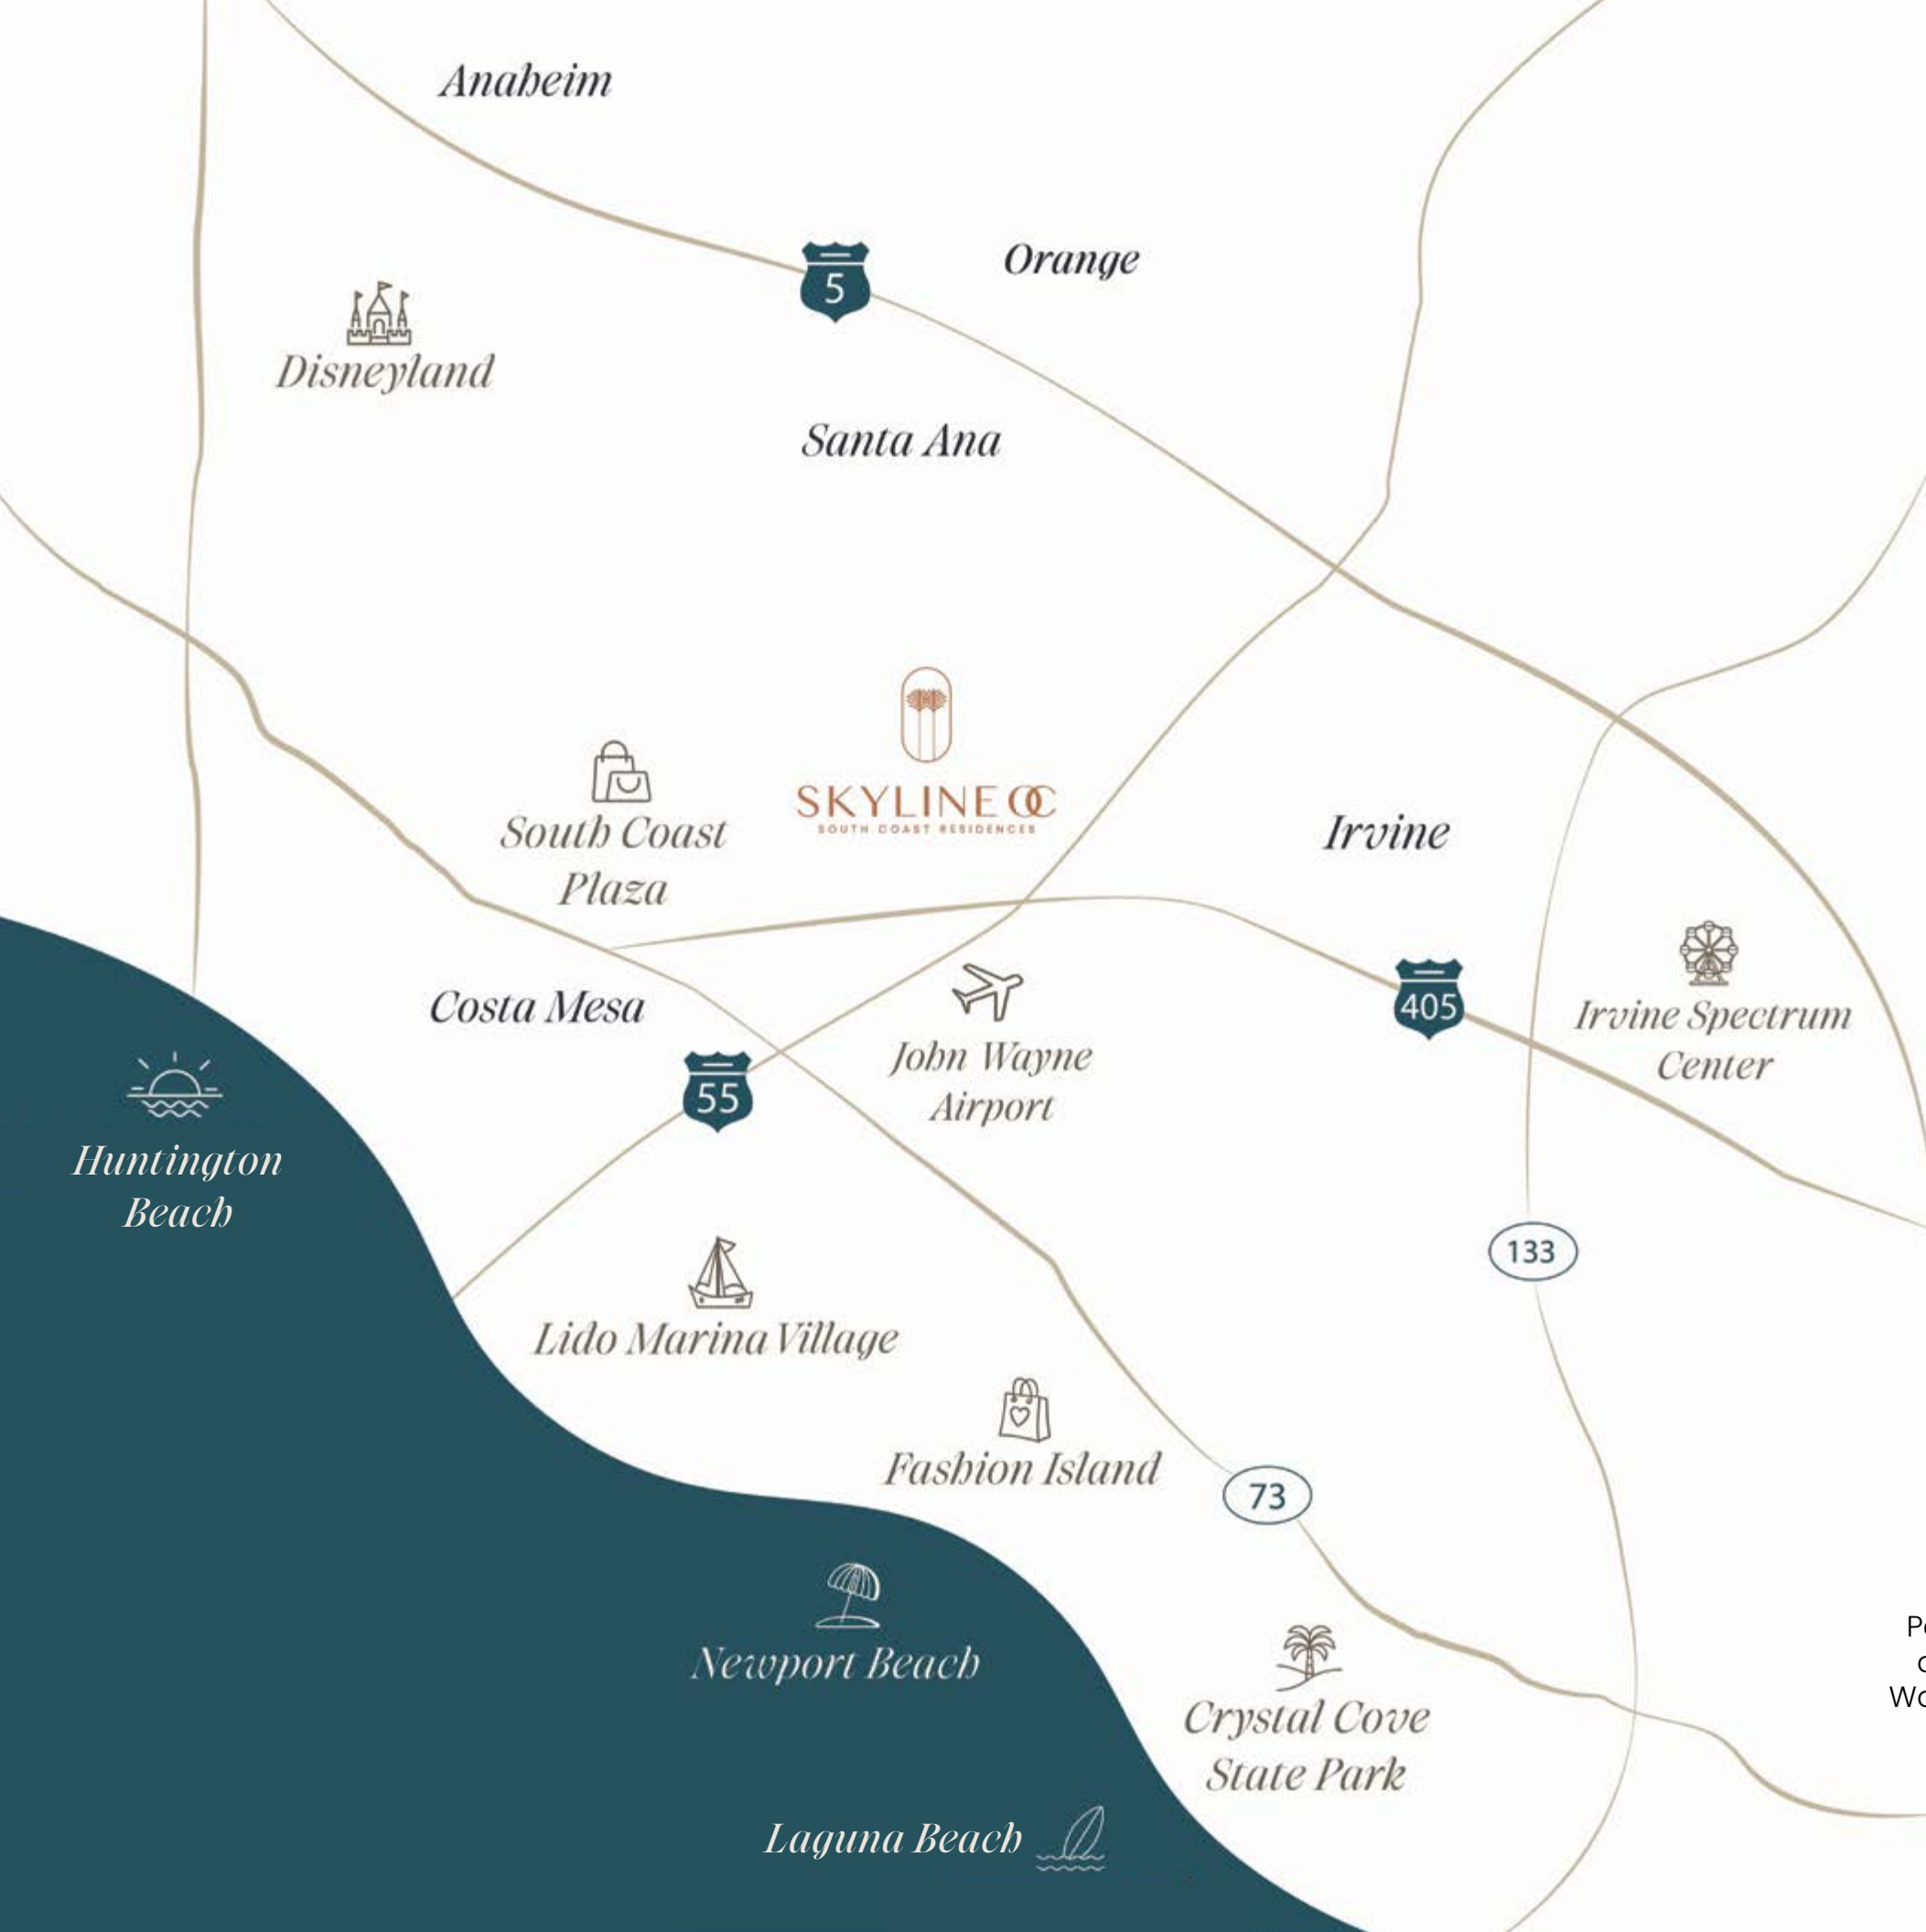 Anaheim
Orange
5
Disneyland
Santa Ana
SKYLINE OC
SOUTH COAST RESIDENCES
South Coast
Plaza
Irvine
Costa Mesa
405
Irvine Spectrum
Center
John Wayne
Airport
55
Huntington
Beach
133
Lido Marina Village
Fashion Island
73
Newport Beach
Crystal Cove
State Park
Laguna Beach